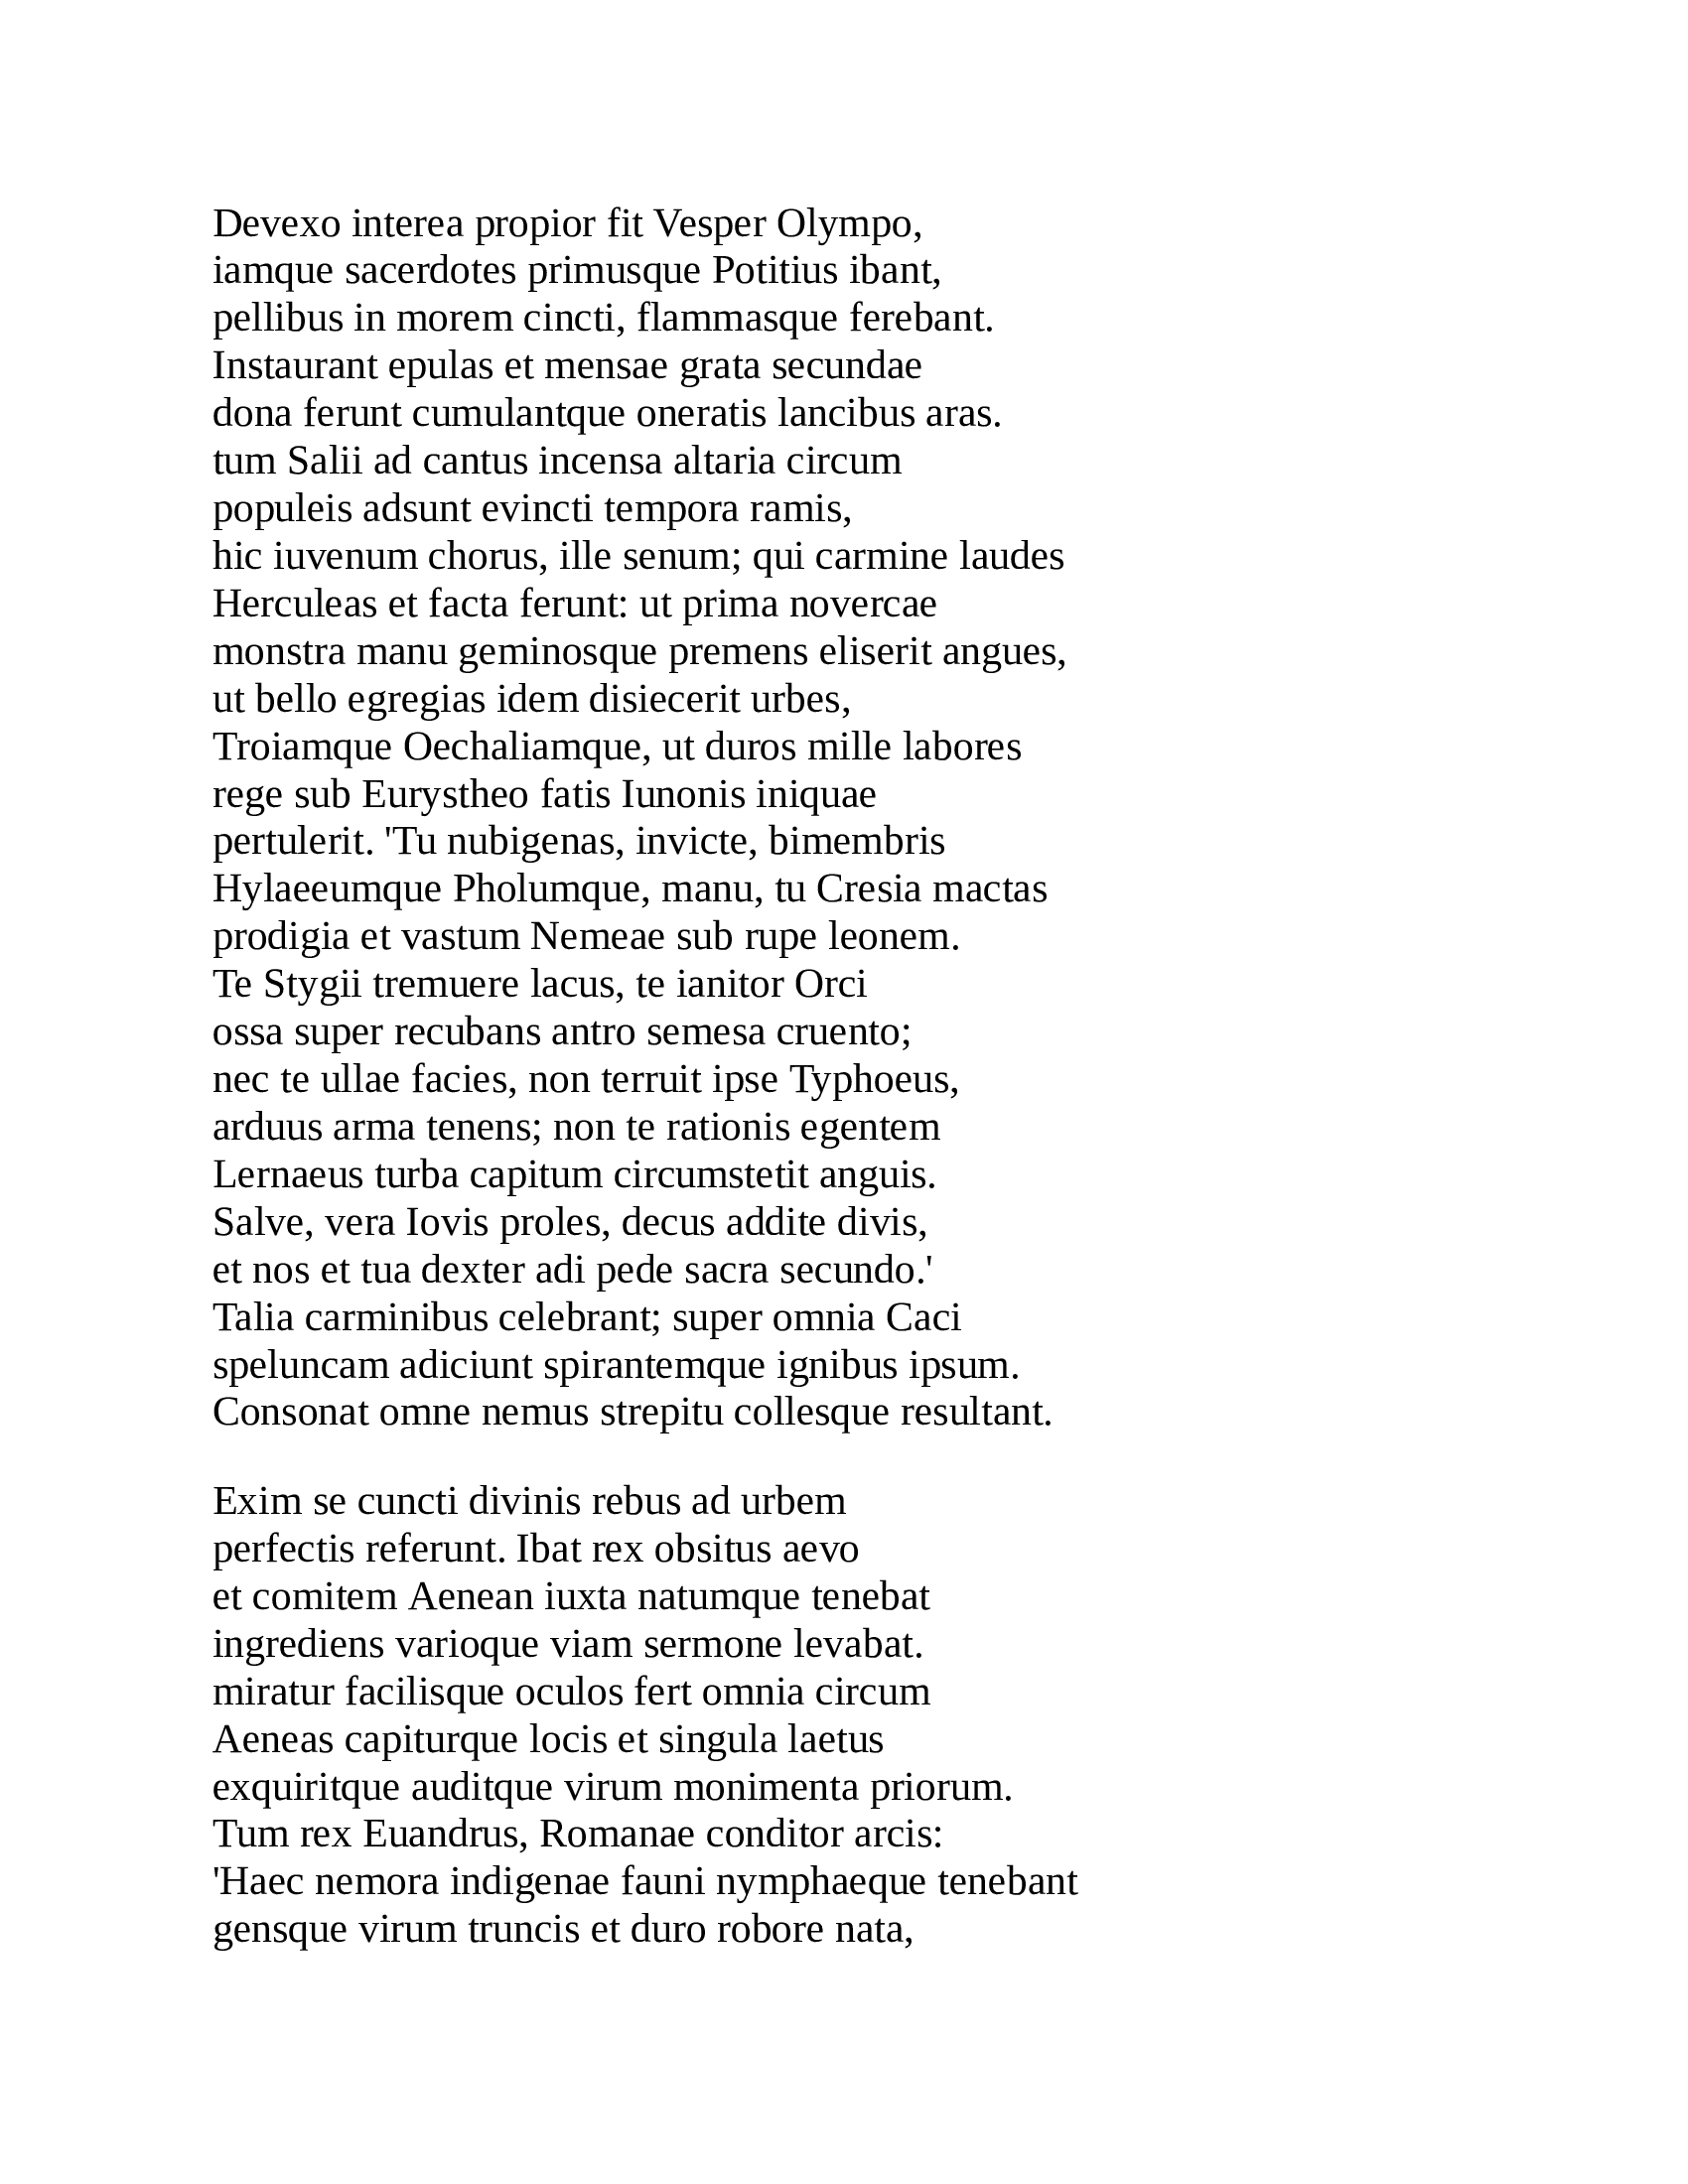 Devexo interea propior fit Vesper Olympo,
iamque sacerdotes primusque Potitius ibant,
pellibus in morem cincti, flammasque ferebant.
Instaurant epulas et mensae grata secundae
dona ferunt cumulantque oneratis lancibus aras.
tum Salii ad cantus incensa altaria circum
populeis adsunt evincti tempora ramis,
hic iuvenum chorus, ille senum; qui carmine laudes
Herculeas et facta ferunt: ut prima novercae
monstra manu geminosque premens eliserit angues,
ut bello egregias idem disiecerit urbes,
Troiamque Oechaliamque, ut duros mille labores
rege sub Eurystheo fatis Iunonis iniquae
pertulerit. 'Tu nubigenas, invicte, bimembris
Hylaeeumque Pholumque, manu, tu Cresia mactas
prodigia et vastum Nemeae sub rupe leonem.
Te Stygii tremuere lacus, te ianitor Orci
ossa super recubans antro semesa cruento;
nec te ullae facies, non terruit ipse Typhoeus,
arduus arma tenens; non te rationis egentem
Lernaeus turba capitum circumstetit anguis.
Salve, vera Iovis proles, decus addite divis,
et nos et tua dexter adi pede sacra secundo.'
Talia carminibus celebrant; super omnia Caci
speluncam adiciunt spirantemque ignibus ipsum.
Consonat omne nemus strepitu collesque resultant.
Exim se cuncti divinis rebus ad urbem
perfectis referunt. Ibat rex obsitus aevo
et comitem Aenean iuxta natumque tenebat
ingrediens varioque viam sermone levabat.
miratur facilisque oculos fert omnia circum
Aeneas capiturque locis et singula laetus
exquiritque auditque virum monimenta priorum.
Tum rex Euandrus, Romanae conditor arcis:
'Haec nemora indigenae fauni nymphaeque tenebant
gensque virum truncis et duro robore nata,